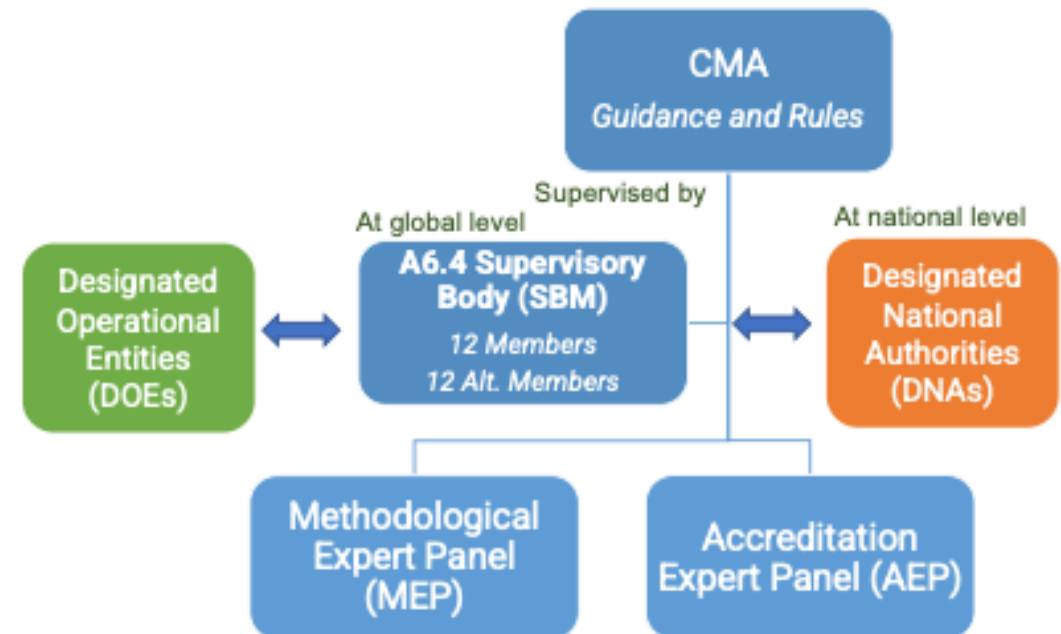 CMA
Guidance and Rules
Supervised by
At global level
At national level
Designated
Operational
Entities
(DOEs)
A6.4 Supervisory
Body (SBM)
12 Members
12 Alt. Members
Designated
National
Authorities
(DNAs)
Methodological
Expert Panel
(MEP)
Accreditation
Expert Panel (AEP)